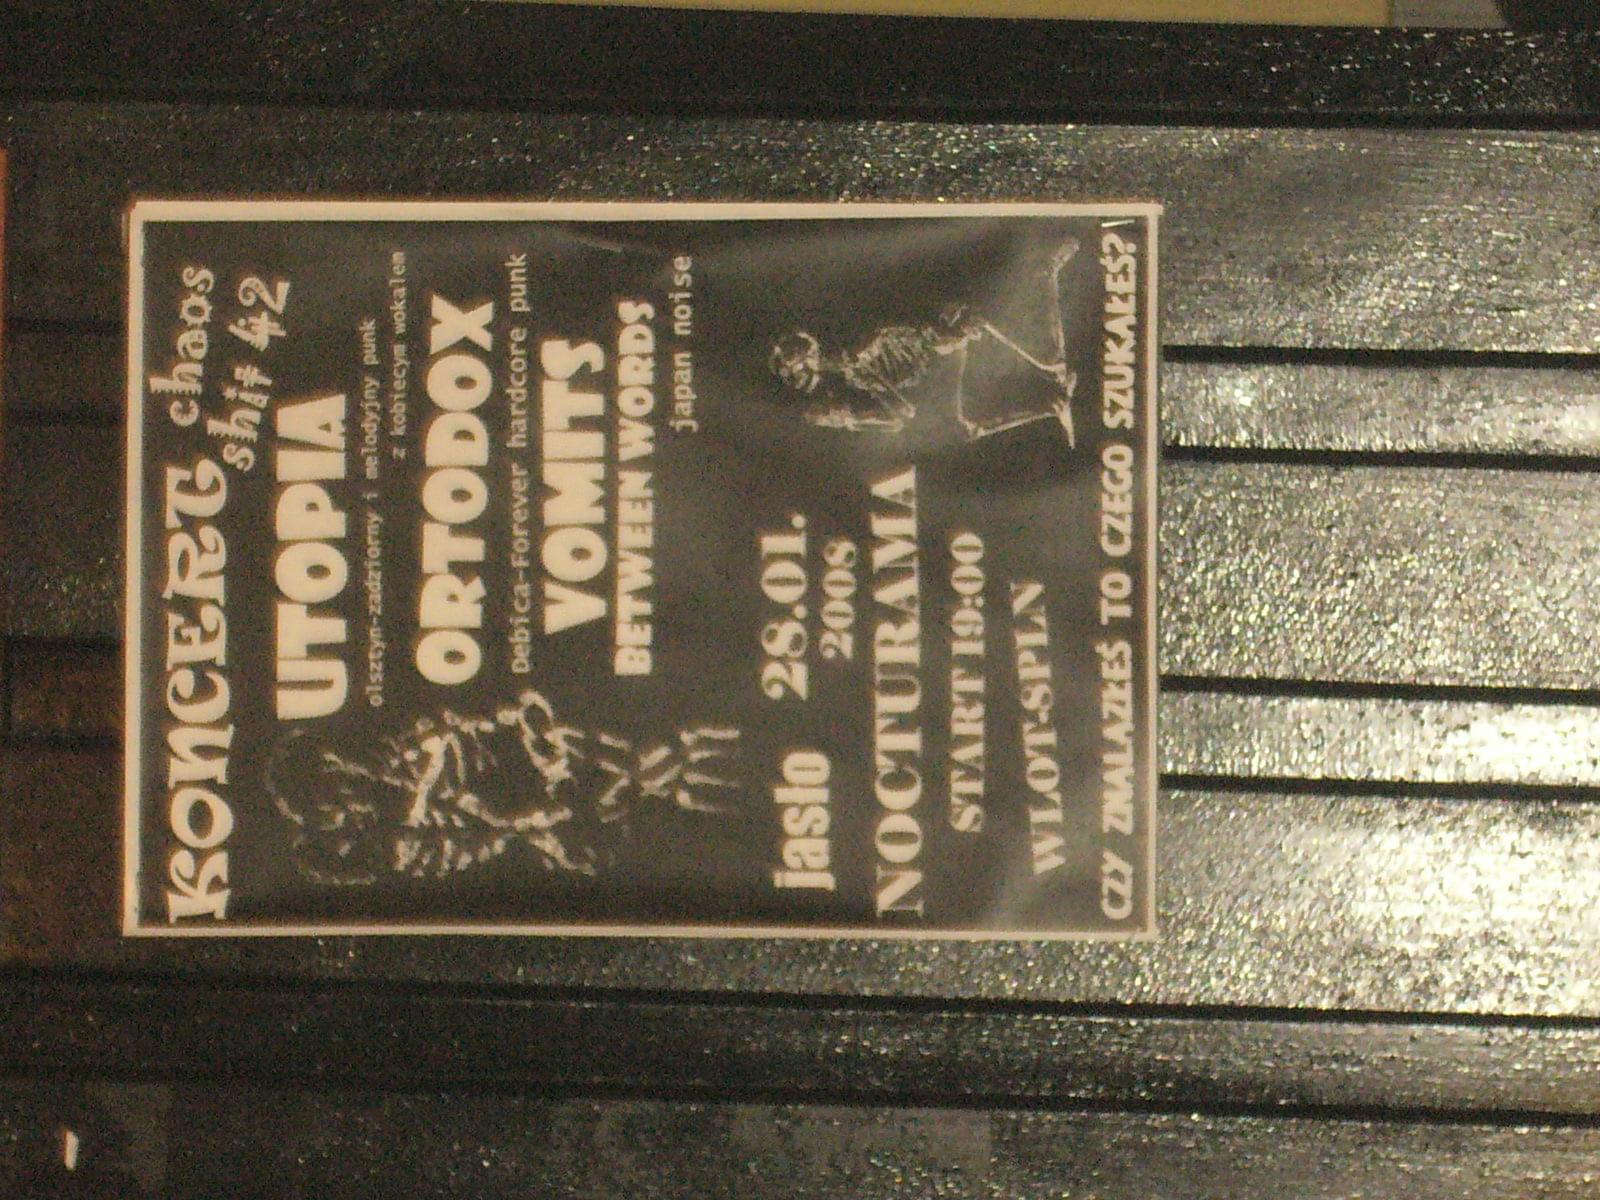 KONCERT chaos
shit #2
UTOPIA
olsztyn-zadziorny i melodyjny punk
z kobiecym wokalem
ORTODOX
Debica-Forever hardcore punk
VOMITS
BETWEEN WORDS
japan noise
jaslo 28.01.
2008
NOCTURAMA
START 19:00
WLOT-5PLN
CZY ZNALAZŁEŚ TO CZEGO SZUKAŁEŚ?